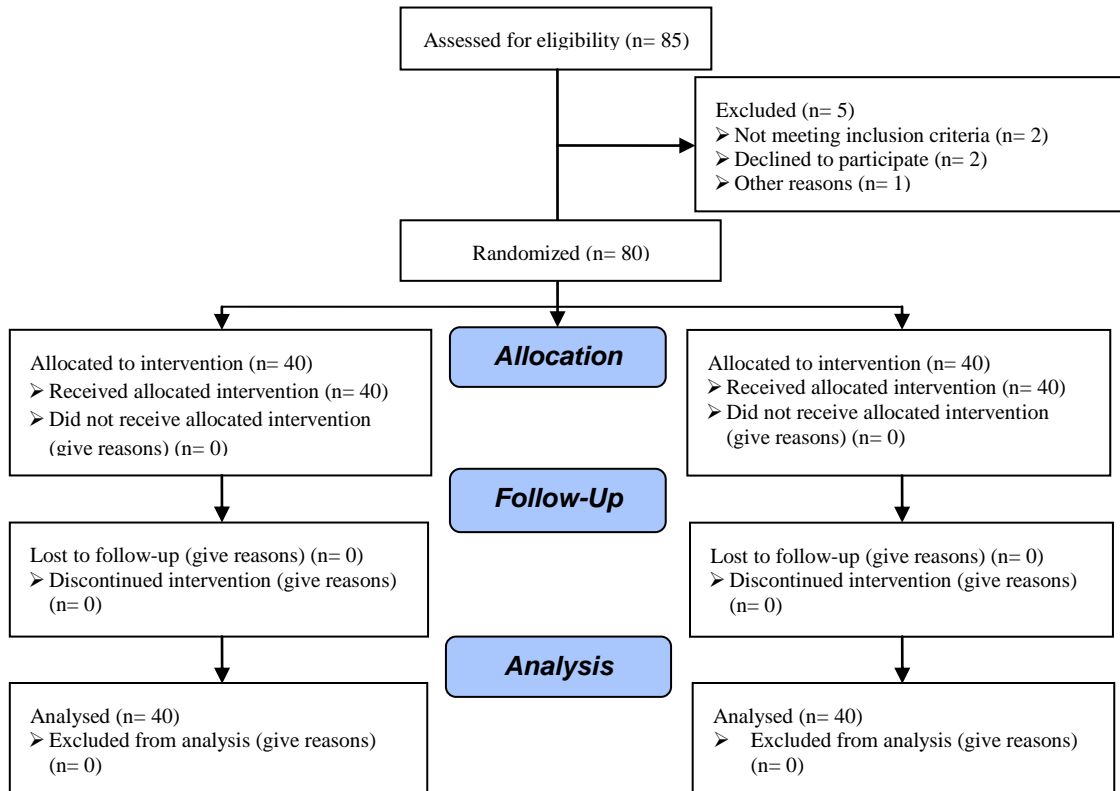 Assessed for eligibility (n= 85)
Excluded (n= 5)
➢ Not meeting inclusion criteria (n= 2)
➢ Declined to participate (n= 2)
➢ Other reasons (n= 1)
Randomized (n= 80)
Allocation
Allocated to intervention (n= 40)
➢ Received allocated intervention (n= 40)
➢ Did not receive allocated intervention
(give reasons) (n= 0)
Allocated to intervention (n= 40)
➢ Received allocated intervention (n= 40)
➢ Did not receive allocated intervention
(give reasons) (n= 0)
Follow-Up
Lost to follow-up (give reasons) (n= 0)
➢ Discontinued intervention (give reasons)
(n= 0)
Lost to follow-up (give reasons) (n= 0)
➢ Discontinued intervention (give reasons)
(n= 0)
Analysis
Analysed (n= 40)
➢ Excluded from analysis (give reasons)
(n= 0)
Analysed (n= 40)
➢ Excluded from analysis (give reasons)
(n= 0)